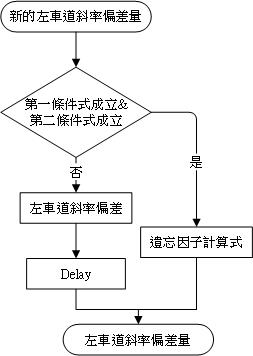 新的左車道斜率偏差量
第一條件式成立&
第二條件式成立
否
是
左車道斜率偏差
遺忘因子計算式
Delay
左車道斜率偏差量